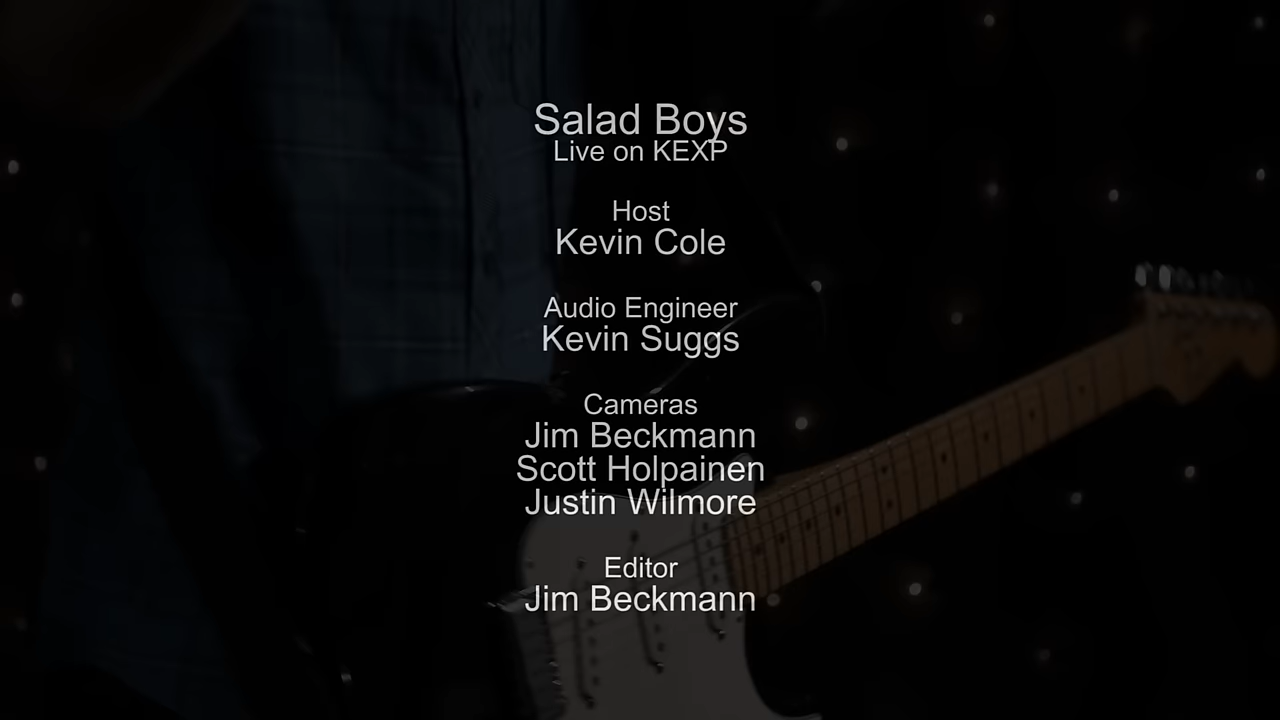 Salad Boys
Live on KEXP
Host
Kevin Cole
Audio Engineer
Kevin Suggs
Cameras
Jim Beckmann
Scott Holpainen
Justin Wilmore
Editor
Jim Beckmann